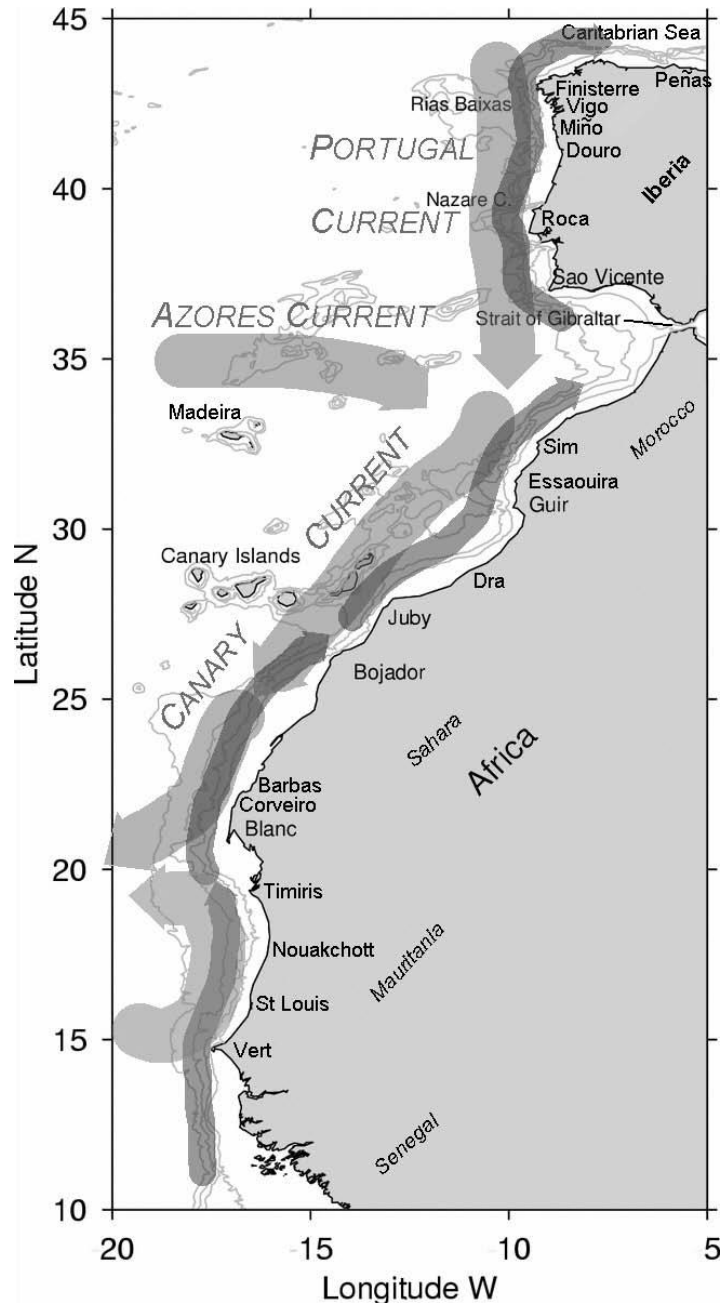 45
Cantabrian Sea
Peñas
Finisterre
Rias Baixas
Vigo
Miño
PORTUGAL
Douro
Iberia
40
Nazare C.
CURRENT
Roca
Sao Vicente
AZORES CURRENT
Strait of Gibraltar
35
Madeira
Morocco
Sim
CURRENT
Essaouira
Guir
30
Canary Islands
Dra
Juby
Latitude N
CANARY
Bojador
25
Sahara
Africa
Barbas
Corveiro
Blanc
20
Timiris
Nouakchott
Mauritania
St Louis
15
Vert
Senegal
10
20
-15
-10
5
Longitude W